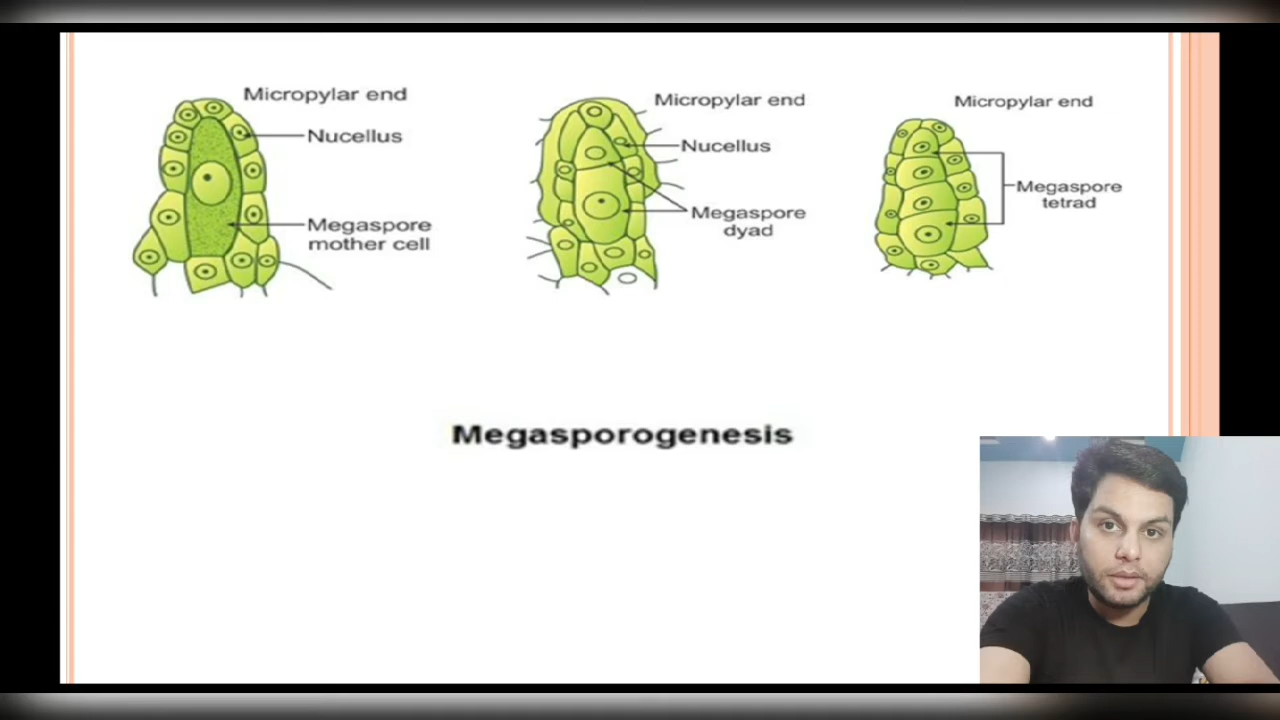 Micropylar end
Nucellus
Megaspore
mother cell
Micropylar end
Nucellus
Megaspore
dyad
Micropylar end
Megaspore
tetrad
Megasporogenesis